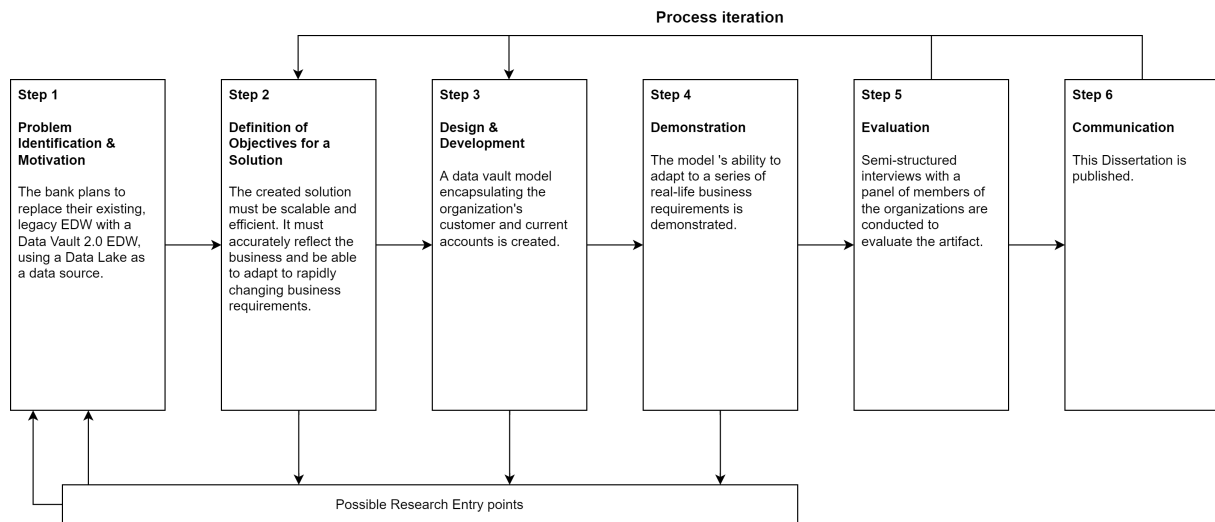 Process iteration
Step 1
Problem
Identification &
Motivation
The bank plans to
replace their existing,
legacy EDW with a
Data Vault 2.0 EDW,
using a Data Lake as
a data source.
Step 2
Definition of
Objectives for a
Solution
The created solution
must be scalable and
efficient. It must
accurately reflect the
business and be able
to adapt to rapidly
changing business
requirements.
Step 3
Design &
Development
A data vault model
encapsulating the
organization's
customer and current
accounts is created.
Step 4
Demonstration
The model 's ability to
adapt to a series of
real-life business
requirements is
demonstrated.
Step 5
Evaluation
Semi-structured
interviews with a
panel of members of
the organizations are
conducted to
evaluate the artifact.
Step 6
Communication
This Dissertation is
published.
Possible Research Entry points